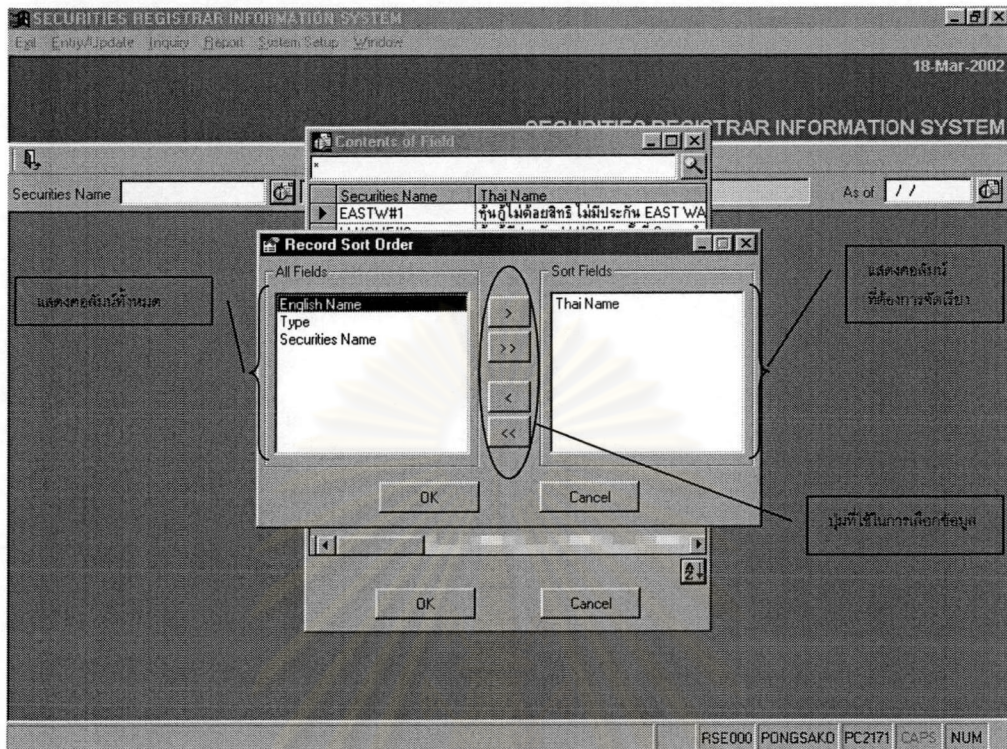 SECURITIES REGISTRAR INFORMATION SYSTEM
Exit Entry/Update Inquiry Report System Setup Window
18-Mar-2002
SECURITIES REGISTRAR INFORMATION SYSTEM
Contents of Field
*
Securities Name
As of / /
Securities Name Thai Name
EASTW#1 หุ้นกู้ไม่ด้อยสิทธิ ไม่มีประกัน EAST WA
Record Sort Order
All Fields
Sort Fields
แสดงคอลัมน์ทั้งหมด
English Name
Type
Securities Name
>
>>
<
<<
Thai Name
แสดงคอลัมน์
ที่ต้องการจัดเรียง
OK
Cancel
ปุ่มที่ใช้ในการเลือกข้อมูล
OK
Cancel
RSE000 PONGSAKO PC2171 CAPS NUM